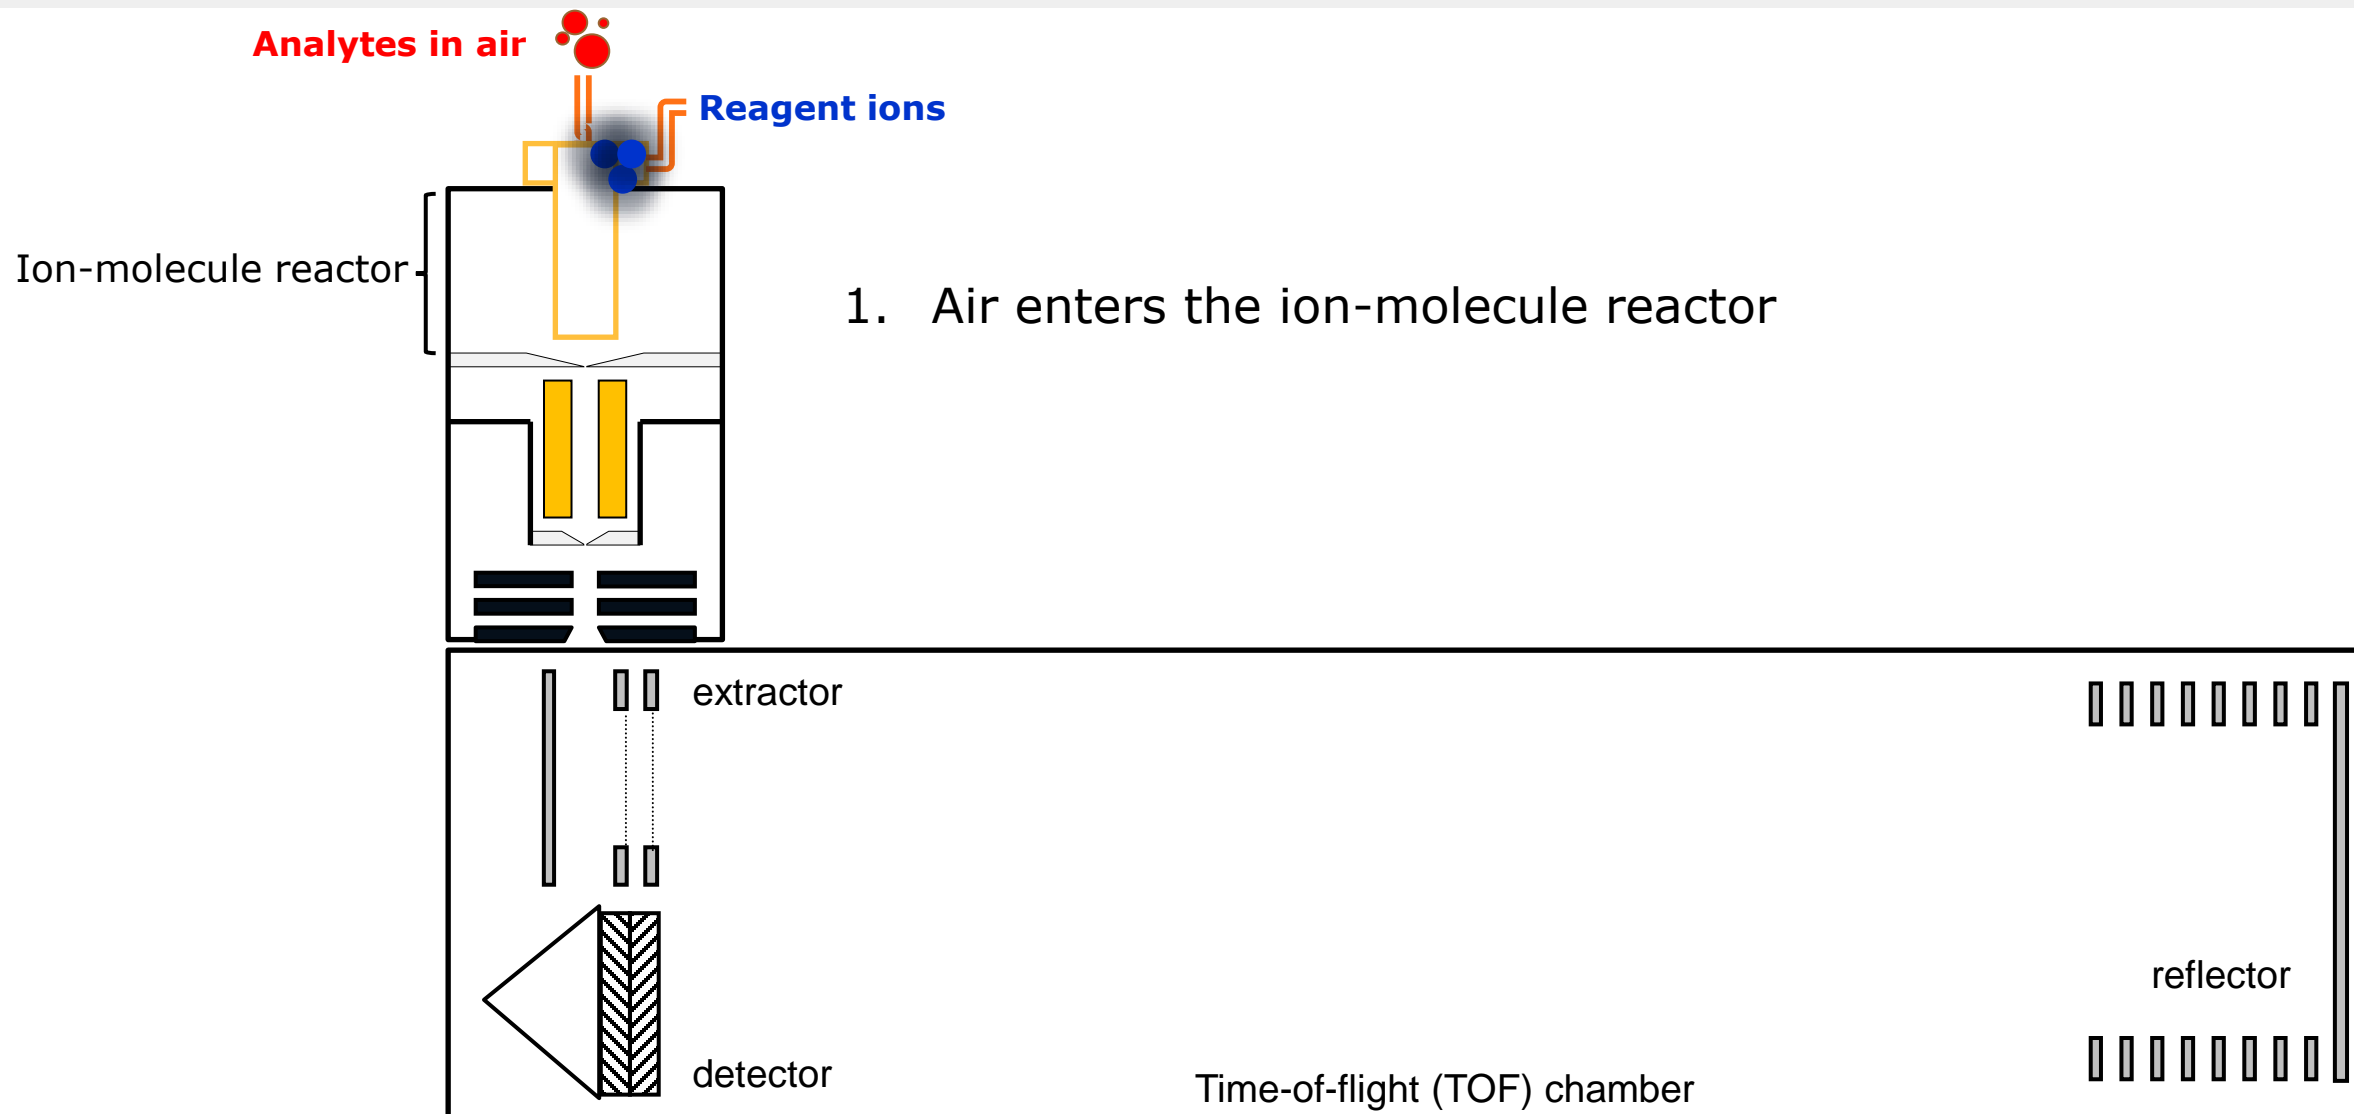 Analytes in air
Reagent ions
Ion-molecule reactor
1. Air enters the ion-molecule reactor
extractor
reflector
detector
Time-of-flight (TOF) chamber